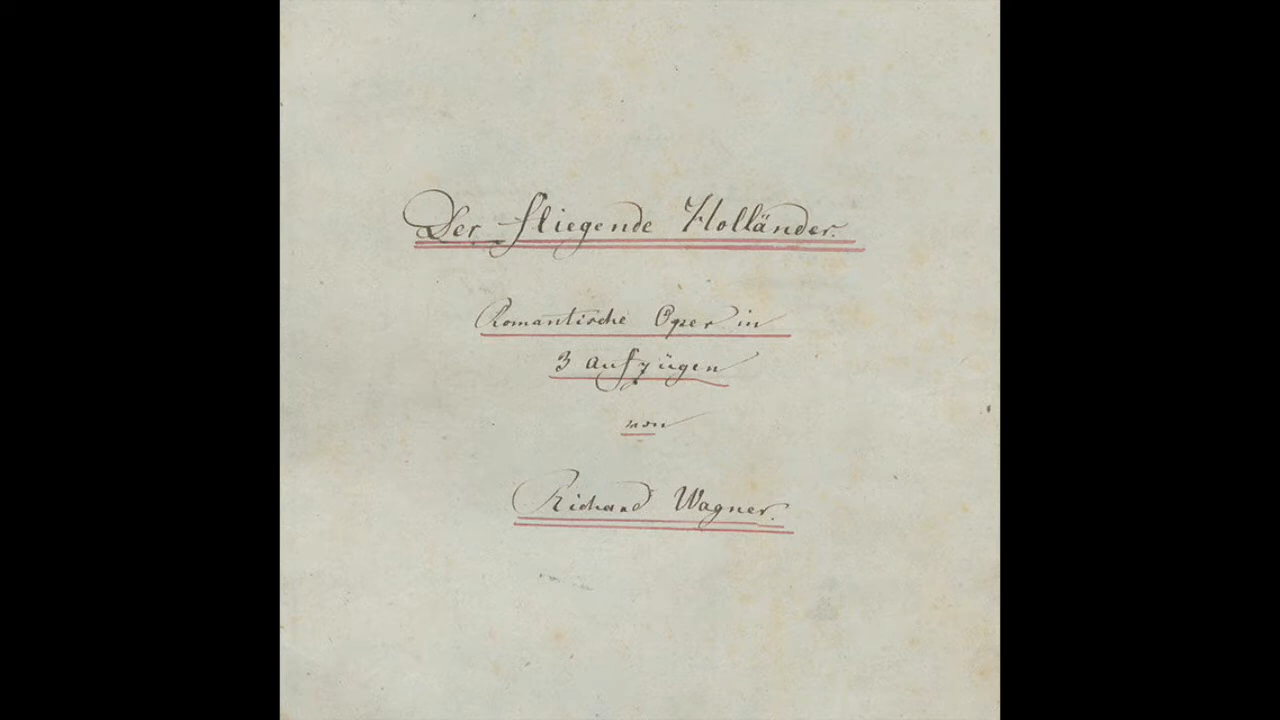 Der fliegende Holländer.
Romantische Oper in
3 Aufzügen
von
Richard Wagner.